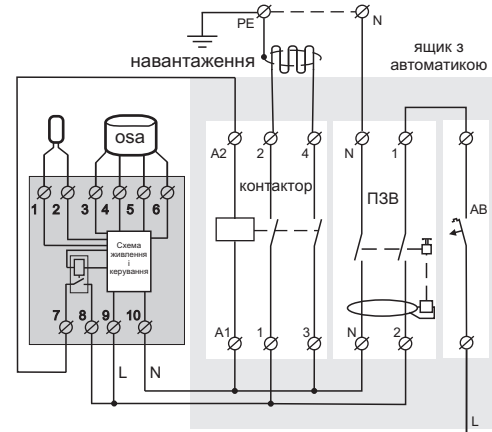 PE
N
ящик з
автоматикою
навантаження
osa
A2
2
4
N
1
контактор
ПЗВ
АВ
1
2
3
4
5
6
Схема
живлення
і
керування
7
8
9
10
A1
1
3
N
2
L
N
L